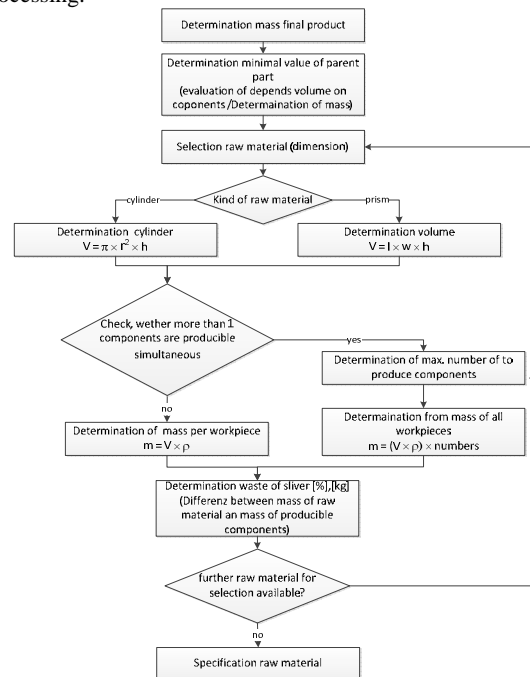 ocessing.
Determination mass final product
Determination minimal value of parent
part
(evaluation of depends volume on
coponents/Determaination of mass)
Selection raw material (dimension)
Kind of raw material
cylinder
prism
Determination cylinder
V = π × r² × h
Determination volume
V = l × w × h
Check, wether more than 1
components are producible
simultaneous
yes
Determination of max. number of to
produce components
no
Determination of mass per workpiece
m = V × ρ
Determaination from mass of all
workpieces
m = (V × ρ) × numbers
Determination waste of sliver [%],[kg]
(Differenz between mass of raw
material an mass of producible
components)
further raw material for
selection available?
no
Specification raw material